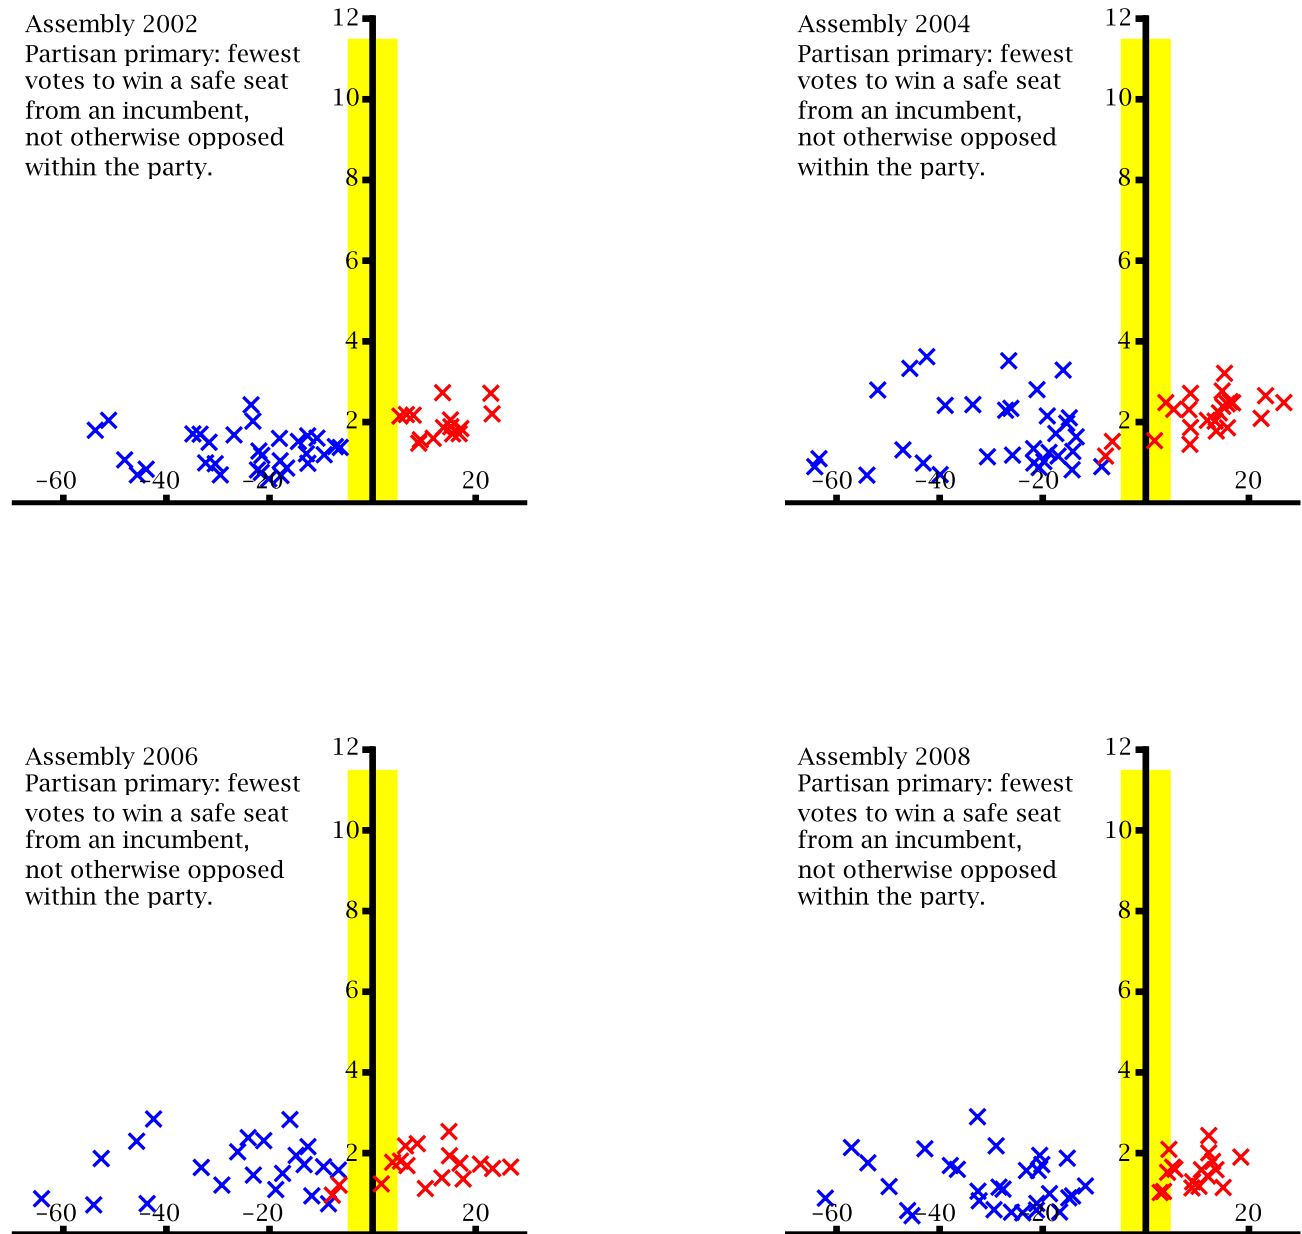 Assembly 2002
Partisan primary: fewest
votes to win a safe seat
from an incumbent,
not otherwise opposed
within the party.
12
10
8
6
4
2
−60 −40 −20 20
Assembly 2004
Partisan primary: fewest
votes to win a safe seat
from an incumbent,
not otherwise opposed
within the party.
12
10
8
6
4
2
−60 −40 −20 20
Assembly 2006
Partisan primary: fewest
votes to win a safe seat
from an incumbent,
not otherwise opposed
within the party.
12
10
8
6
4
2
−60 −40 −20 20
Assembly 2008
Partisan primary: fewest
votes to win a safe seat
from an incumbent,
not otherwise opposed
within the party.
12
10
8
6
4
2
−60 −40 −20 20